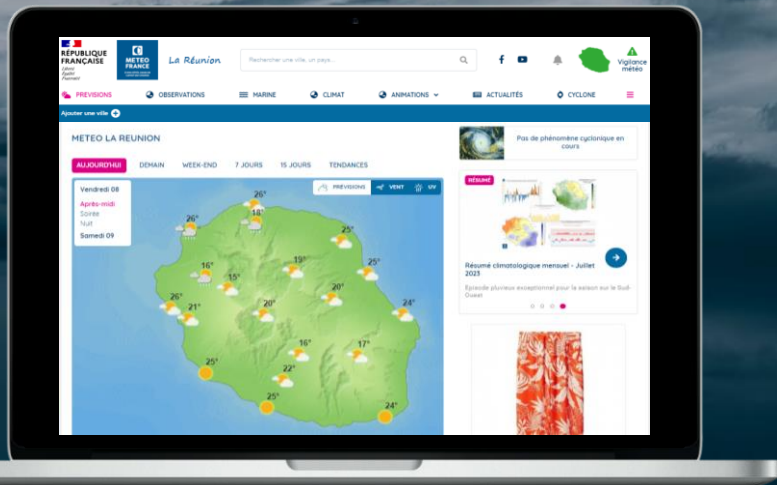 RÉPUBLIQUE
FRANÇAISE
Liberté
Égalité
Fraternité
METEO
FRANCE
La Réunion
Rechercher une ville, un pays...
Vigilance
météo
PREVISIONS
OBSERVATIONS
MARINE
CLIMAT
ANIMATIONS
ACTUALITÉS
CYCLONE
Ajouter une ville
METEO LA REUNION
AUJOURD'HUI
DEMAIN
WEEK-END
7 JOURS
15 JOURS
TENDANCES
Vendredi 08
Après-midi
Soirée
Nuit
Samedi 09
PRÉVISIONS
VENT
UV
26°
18°
26°
25°
16°
19°
25°
15°
20°
26°
21°
20°
24°
16°
17°
25°
22°
25°
24°
Pas de phénomène cyclonique en
cours
RÉSUMÉ
Résumé climatologique mensuel - Juillet
2023
Episode pluvieux exceptionnel pour la saison sur le Sud-
Ouest